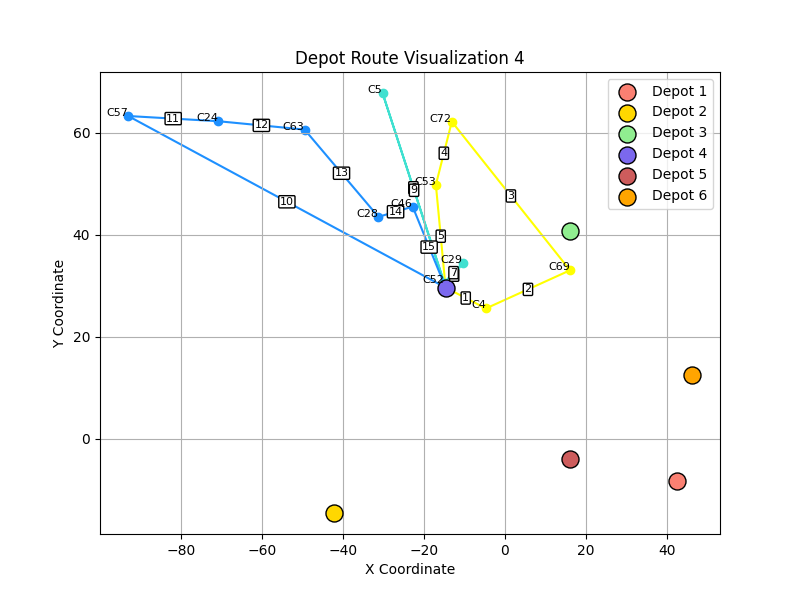 Depot Route Visualization 4
Depot 1
Depot 2
Depot 3
Depot 4
Depot 5
Depot 6
C57
11
C24
12
C63
C5
C72
4
13
9
C53
3
10
C28
14
C46
15
5
C29
7
C52
C69
1
C4
2
60
40
20
0
−80
−60
−40
−20
0
20
40
X Coordinate
Y Coordinate